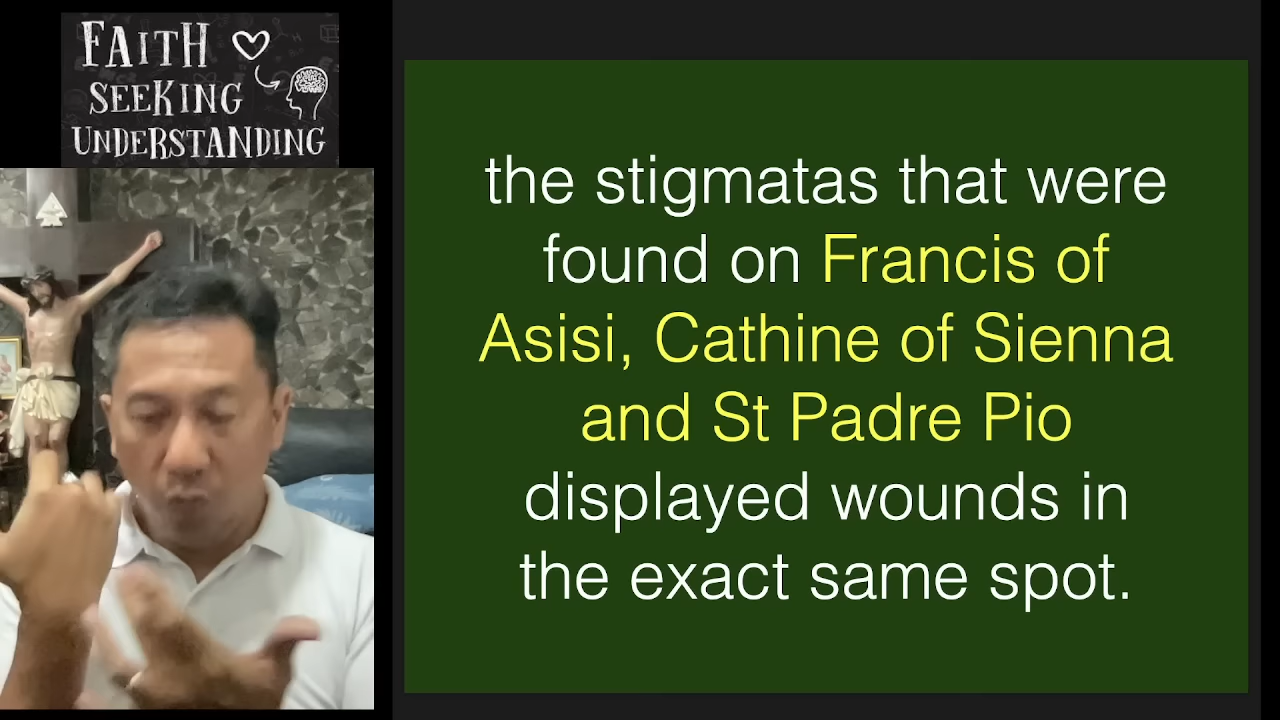 FAITH
SEEKING
UNDERSTANDING
the stigmatas that were
found on Francis of
Asisi, Cathine of Sienna
and St Padre Pio
displayed wounds in
the exact same spot.